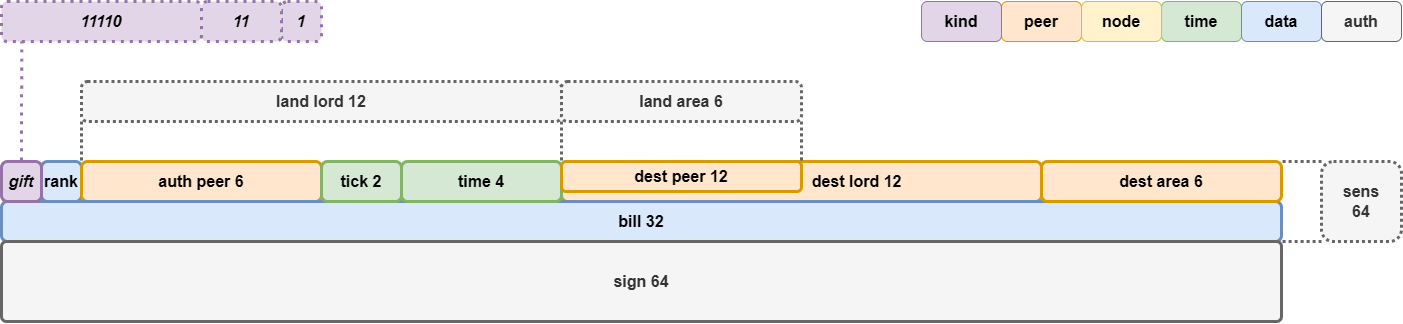 11110 11 1 kind peer node time data auth
land lord 12 land area 6
gift rank auth peer 6 tick 2 time 4 dest peer 12 dest lord 12 dest area 6 sens
64
bill 32
sign 64